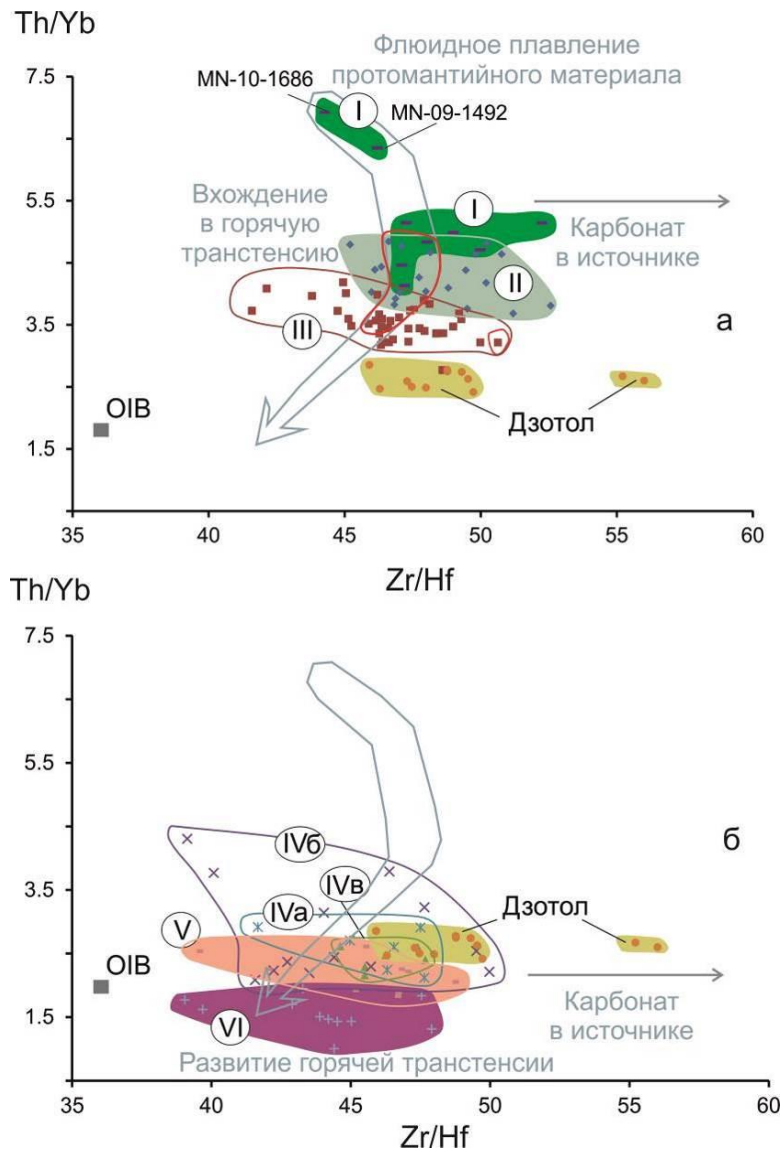 Th/Yb
Флюидное плавление
протомантийного материала
7.5
MN-10-1686
I
MN-09-1492
5.5
Вхождение
в горячую
транстенсию
I
Карбонат
в источнике
II
3.5
III
а
Дзотол
OIB
1.5
35
40
45
50
55
60
Zr/Hf
Th/Yb
7.5
5.5
б
IVб
3.5
IVв
IVа
Дзотол
V
OIB
1.5
VI
Карбонат
в источнике
Развитие горячей транстенсии
35
40
45
50
55
60
Zr/Hf